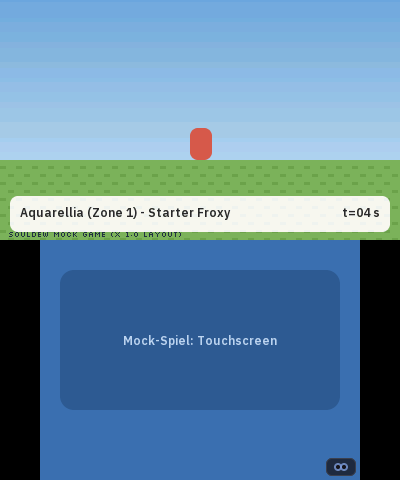 Aquarellia (Zone 1) - Starter Froxy t=04 s
SOULDEW MOCK GAME (X 1.0 LAYOUT)
Mock-Spiel: Touchscreen